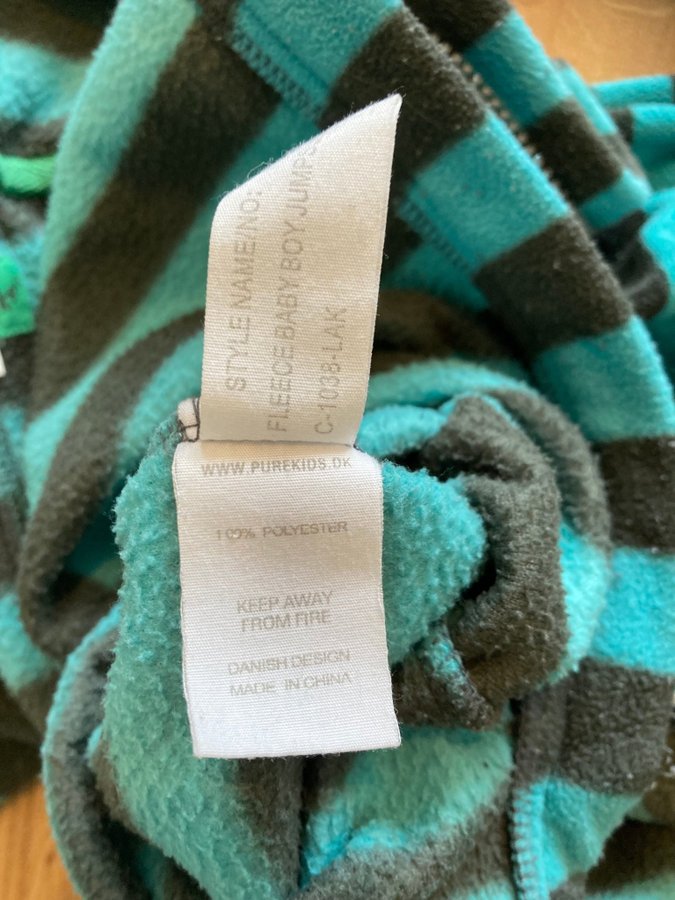 STYLE NAME/NO:
FLEECE BABY BOY
C-1038-LAK
WWW.PUREKIDS.DK
100% POLYESTER
KEEP AWAY
FROM FIRE
DANISH DESIGN
MADE IN CHINA